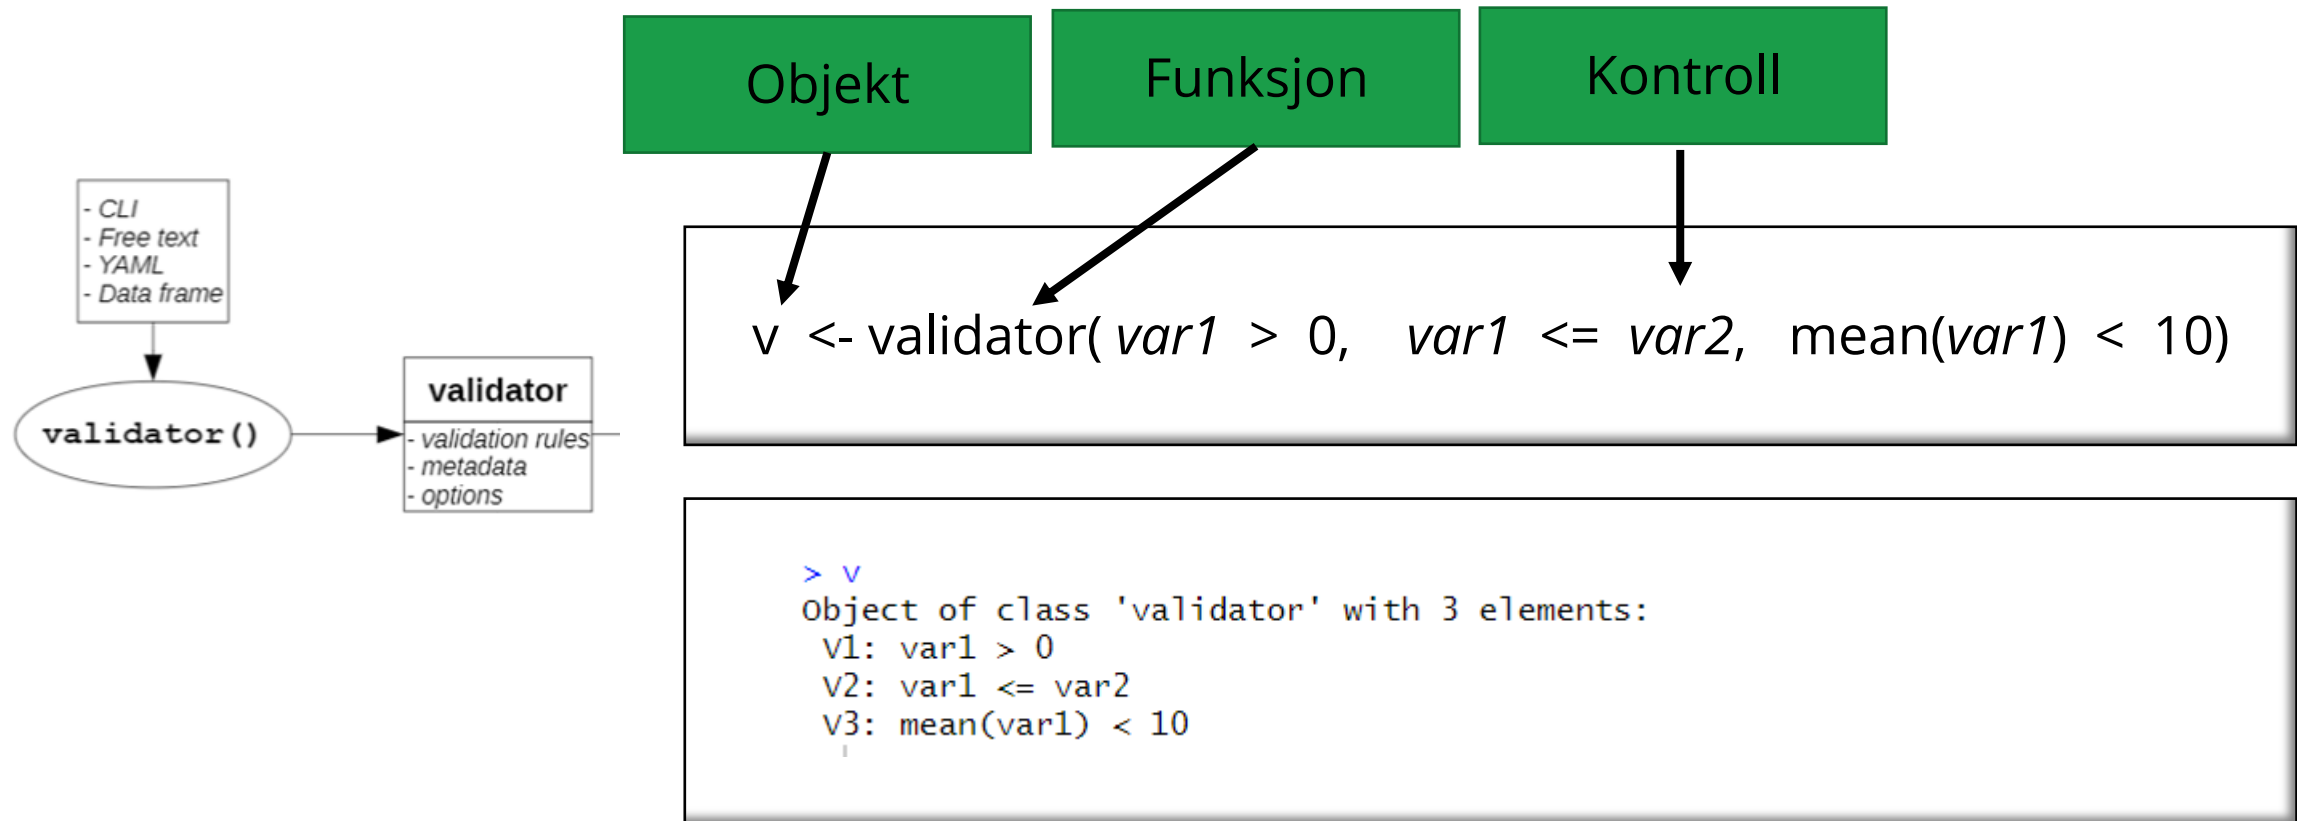 Objekt
Funksjon
Kontroll
- CLI
- Free text
- YAML
- Data frame
validator()
validator
- validation rules
- metadata
- options
v <- validator( var1 > 0, var1 <= var2, mean(var1) < 10)
> v
Object of class 'validator' with 3 elements:
V1: var1 > 0
V2: var1 <= var2
V3: mean(var1) < 10